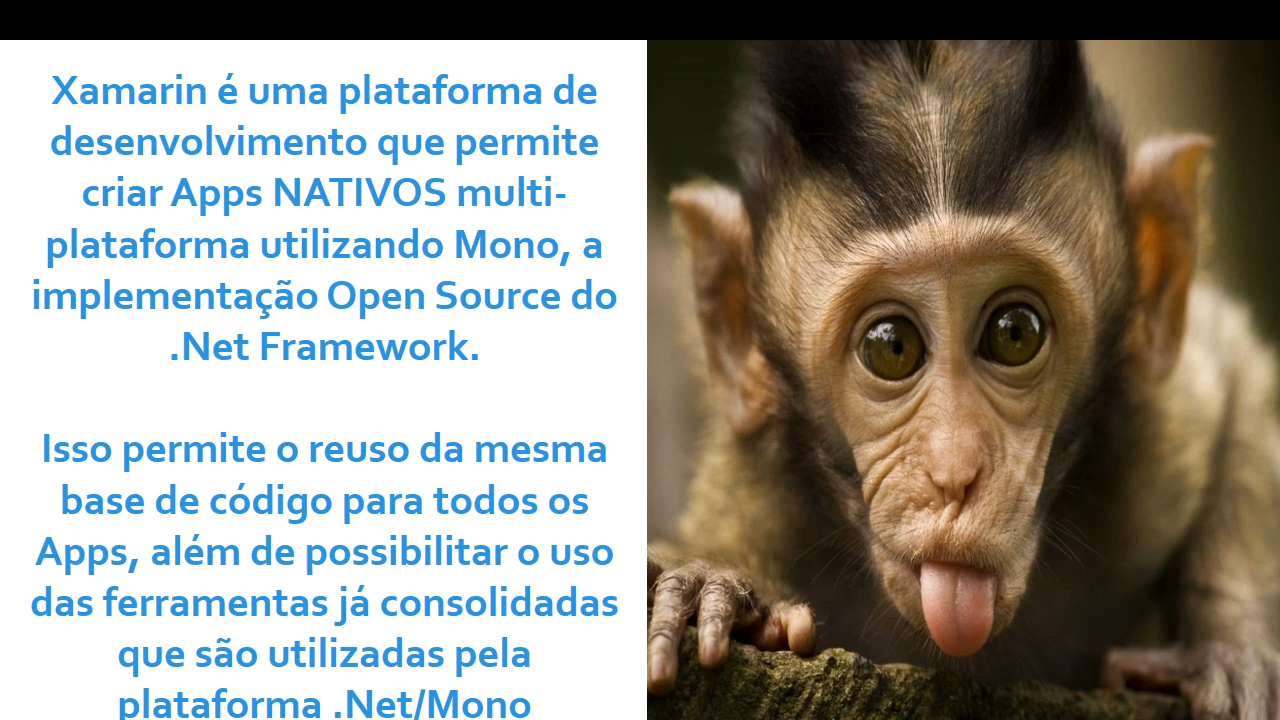 Xamarin é uma plataforma de
desenvolvimento que permite
criar Apps NATIVOS multi-
plataforma utilizando Mono, a
implementação Open Source do
.Net Framework.
Isso permite o reuso da mesma
base de código para todos os
Apps, além de possibilitar o uso
das ferramentas já consolidadas
que são utilizadas pela
plataforma .Net/Mono